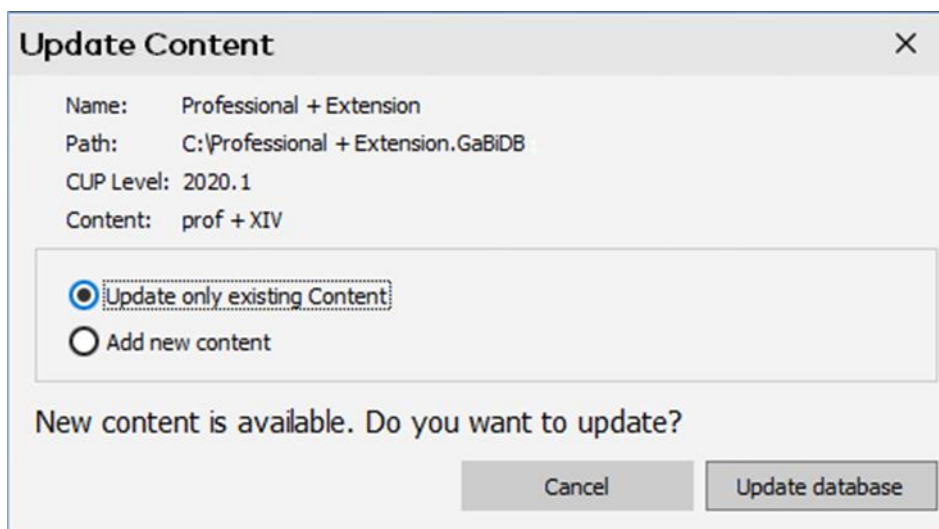 Update Content
Name: Professional + Extension
Path: C:\Professional + Extension.GaBiDB
CUP Level: 2020.1
Content: prof + XIV
Update only existing Content
Add new content
New content is available. Do you want to update?
Cancel Update database